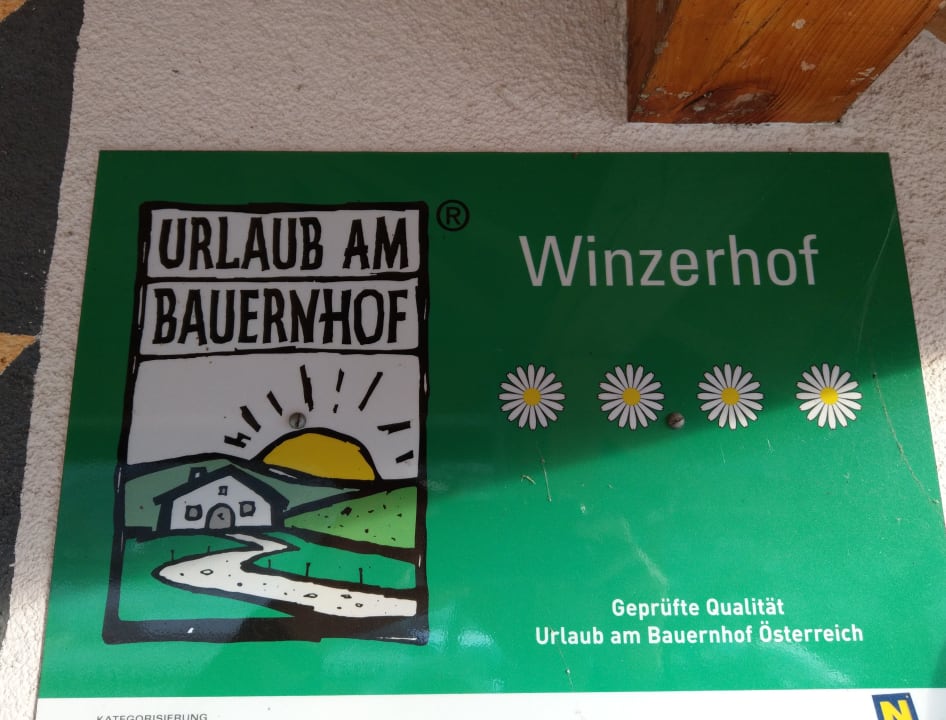 URLAUB AM
BAUERNHOF
®
Winzerhof
Geprüfte Qualität
Urlaub am Bauernhof Österreich
KATEGORISIERUNG
N